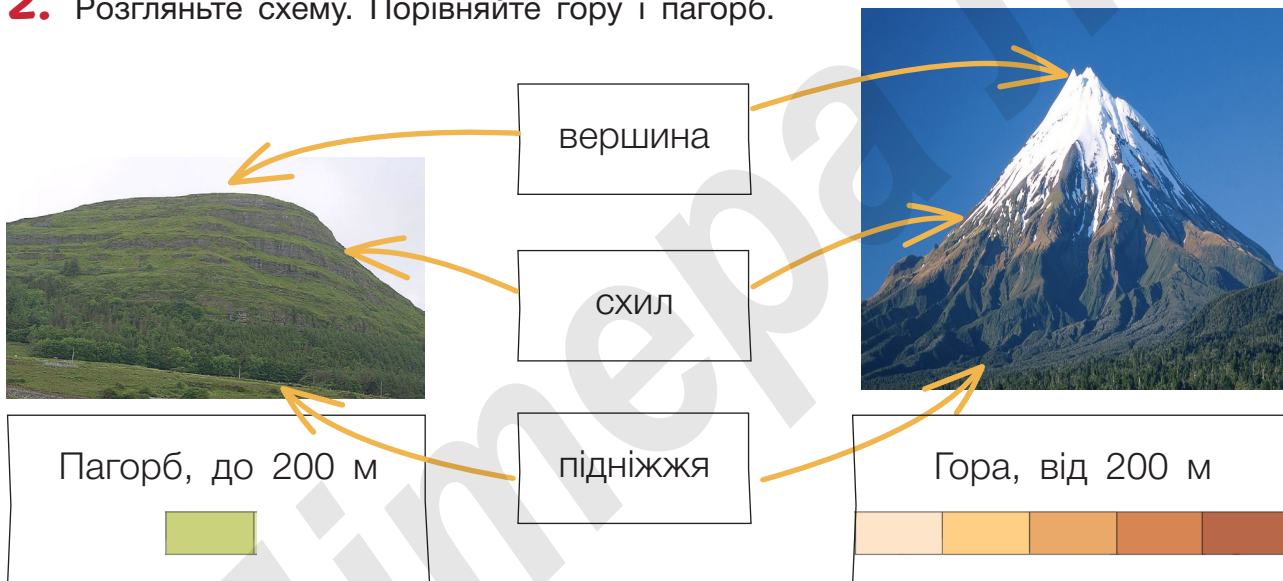 2. Розгляньте схему. Порівняйте гору і пагорб.
вершина
схил
підніжжя
Пагорб, до 200 м
Гора, від 200 м